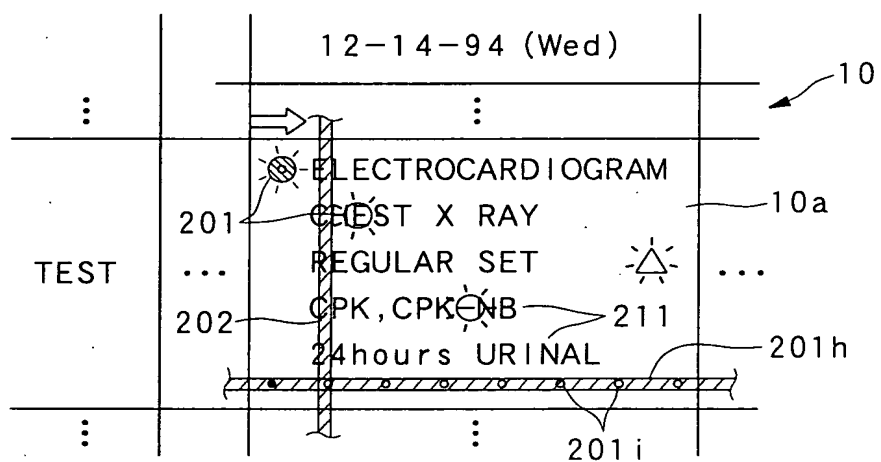 12-14-94 (Wed)
10
ELECTROCARDIOGRAM
201
CHEST X RAY
10a
TEST
REGULAR SET
202
CPK,CPK-NB
211
24hours URINAL
201h
201i